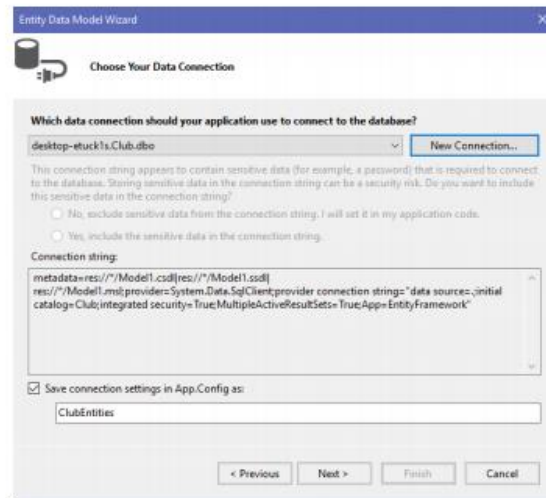 Entity Data Model Wizard
Choose Your Data Connection
Which data connection should your application use to connect to the database?
desktop-etuck1s.Club.dbo
New Connection...
This connection string appears to contain sensitive data (for example, a password) that is required to connect
to the database. Storing sensitive data in the connection string can be a security risk. Do you want to include
this sensitive data in the connection string?
No, exclude sensitive data from the connection string. I will set it in my application code.
Yes, include the sensitive data in the connection string.
Connection string:
metadata=res://*/Model1.csdl|res://*/Model1.ssdl|
res://*/Model1.msl;provider=System.Data.SqlClient;provider connection string="data source=.;initial
catalog=Club;integrated security=True;MultipleActiveResultSets=True;App=EntityFramework"
Save connection settings in App.Config as:
ClubEntities
< Previous
Next >
Finish
Cancel